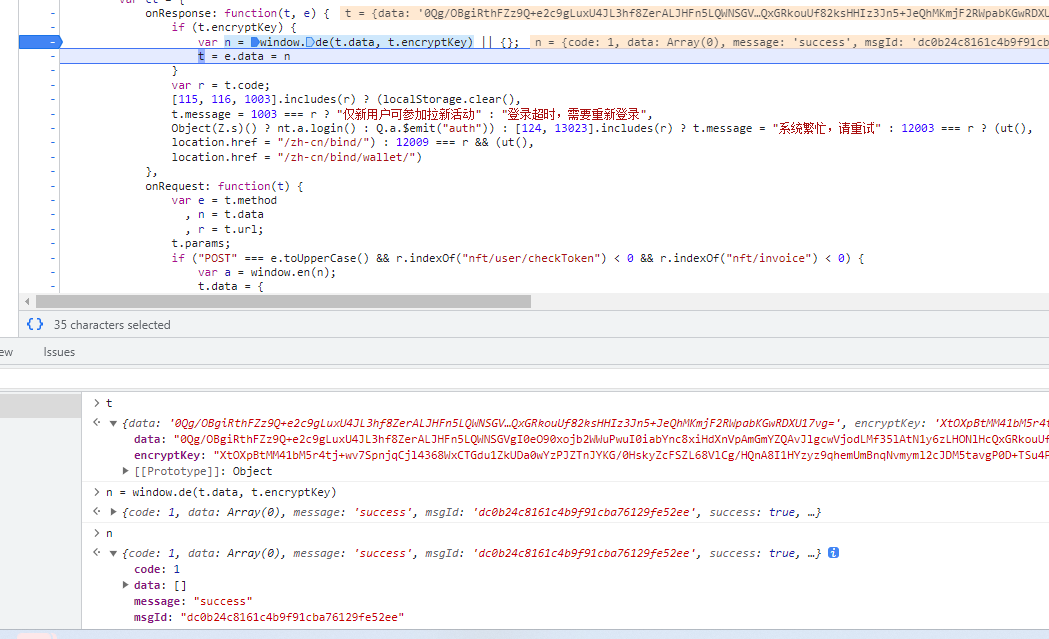 onResponse: function(t, e) { t = {data: '0Qg/OBgiRthFZz9Q+e2c9gLuxU4JL3hf8ZerALJHFn5LQWNSGV…QxGRkouUf82ksHHIz3Jn5+JeQhMKmjF2RWpabKGwRDXU
if (t.encryptKey) {
var n = window.de(t.data, t.encryptKey) || {}; n = {code: 1, data: Array(0), message: 'success', msgId: 'dc0b24c8161c4b9f91cb
t = e.data = n
}
var r = t.code;
[115, 116, 1003].includes(r) ? (localStorage.clear(),
t.message = 1003 === r ? "仅新用户可参加拉新活动" : "登录超时，需要重新登录",
Object(Z.s)() ? nt.a.login() : Q.a.$emit("auth")) : [124, 13023].includes(r) ? t.message = "系统繁忙，请重试" : 12003 === r ? (ut(),
location.href = "/zh-cn/bind/") : 12009 === r && (ut(),
location.href = "/zh-cn/bind/wallet/")
},
onRequest: function(t) {
var e = t.method
, n = t.data
, r = t.url;
t.params;
if ("POST" === e.toUpperCase() && r.indexOf("nft/user/checkToken") < 0 && r.indexOf("nft/invoice") < 0) {
var a = window.en(n);
t.data = {
{} 35 characters selected
ew Issues
> t
{data: '0Qg/OBgiRthFZz9Q+e2c9gLuxU4JL3hf8ZerALJHFn5LQWNSGV…QxGRkouUf82ksHHIz3Jn5+JeQhMKmjF2RWpabKGwRDXU17vg=', encryptKey: 'XtOXpBtMM41bM5r4t
data: "0Qg/OBgiRthFZz9Q+e2c9gLuxU4JL3hf8ZerALJHFn5LQWNSGVgI0eO90xojb2WWuPwuI0iabYnc8xiHdXnVpAmGmYZQAvJlgcwVjodLMf35lAtN1y6zLHONlHcQxGRkouUf
encryptKey: "XtOXpBtMM41bM5r4tj+wv7SpnjqCjl4368WxCTGdu1ZkUDa0wYzPJZTnJYKG/0HskyZcFSZL68VlCg/HQnA8I1HYzyz9qhemUmBnqNvmyml2cJDM5tavgP0D+TSu4F
[[Prototype]]: Object
> n = window.de(t.data, t.encryptKey)
{code: 1, data: Array(0), message: 'success', msgId: 'dc0b24c8161c4b9f91cba76129fe52ee', success: true, …}
> n
{code: 1, data: Array(0), message: 'success', msgId: 'dc0b24c8161c4b9f91cba76129fe52ee', success: true, …}
code: 1
data: []
message: "success"
msgId: "dc0b24c8161c4b9f91cba76129fe52ee"